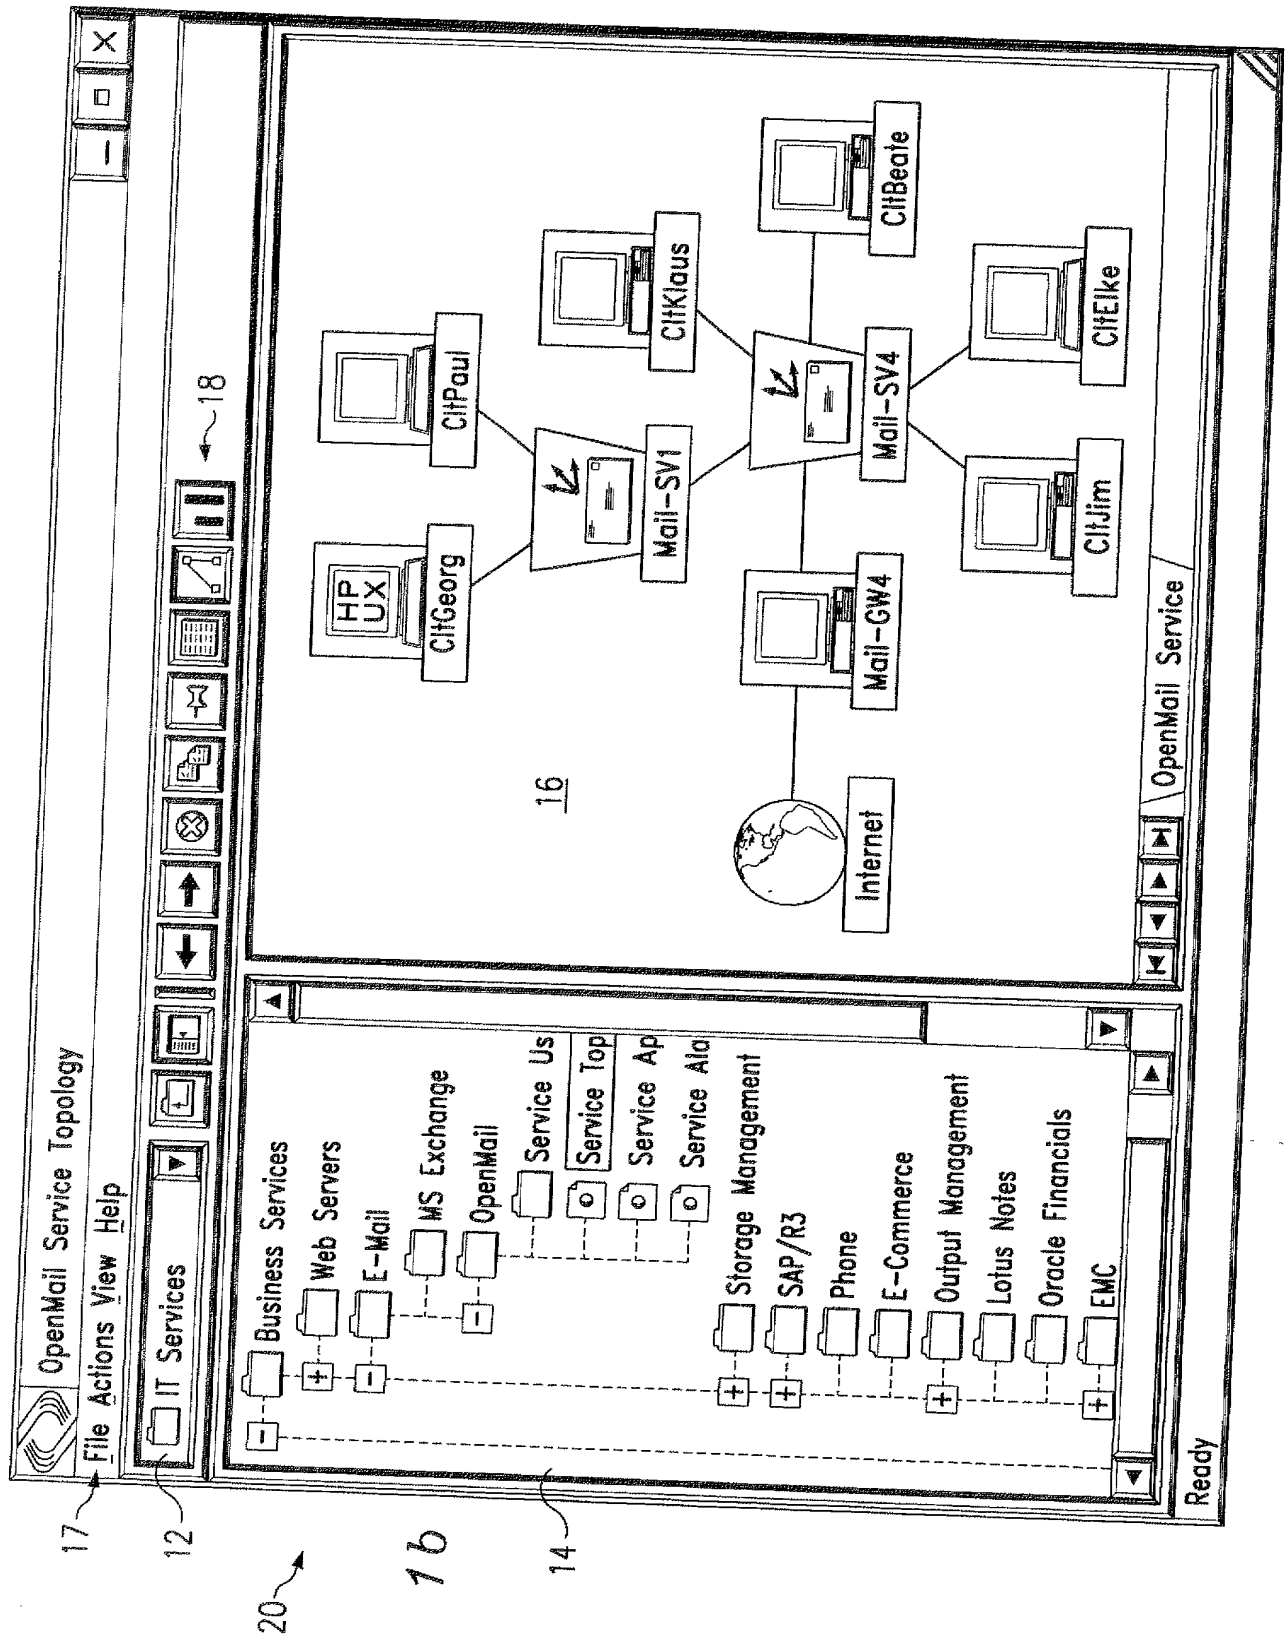 OpenMail Service Topology
File Actions View Help
17
IT Services
12
18
20
1b
14
Business Services
Web Servers
E-Mail
MS Exchange
OpenMail
Service Us
Service Top
Service Ap
Service Ala
Storage Management
SAP/R3
Phone
E-Commerce
Output Management
Lotus Notes
Oracle Financials
EMC
16
HP
UX
CltGeorg
CltPaul
Mail-SV1
CltKlaus
Internet
Mail-GW4
Mail-SV4
CltBeate
CltJim
CltElke
OpenMail Service
Ready